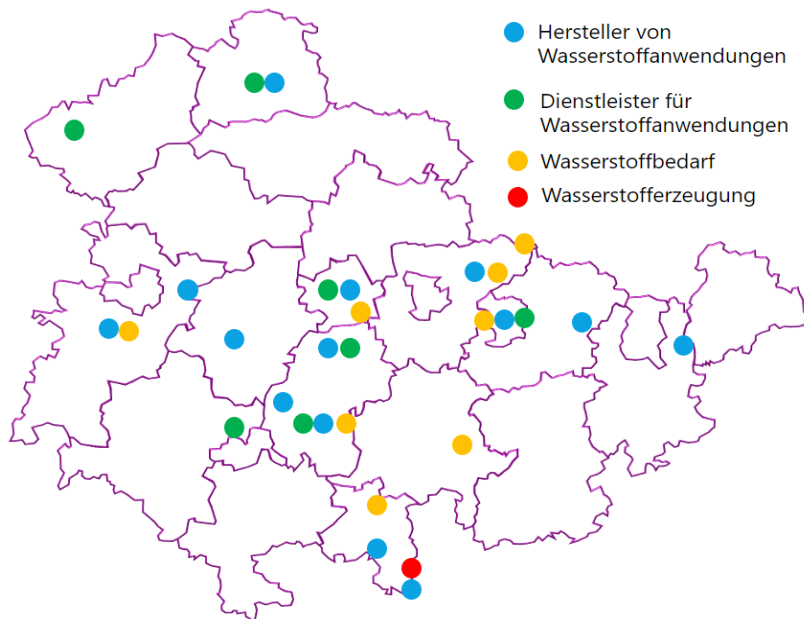 Hersteller von
Wasserstoffanwendungen
Dienstleister für
Wasserstoffanwendungen
Wasserstoffbedarf
Wasserstofferzeugung